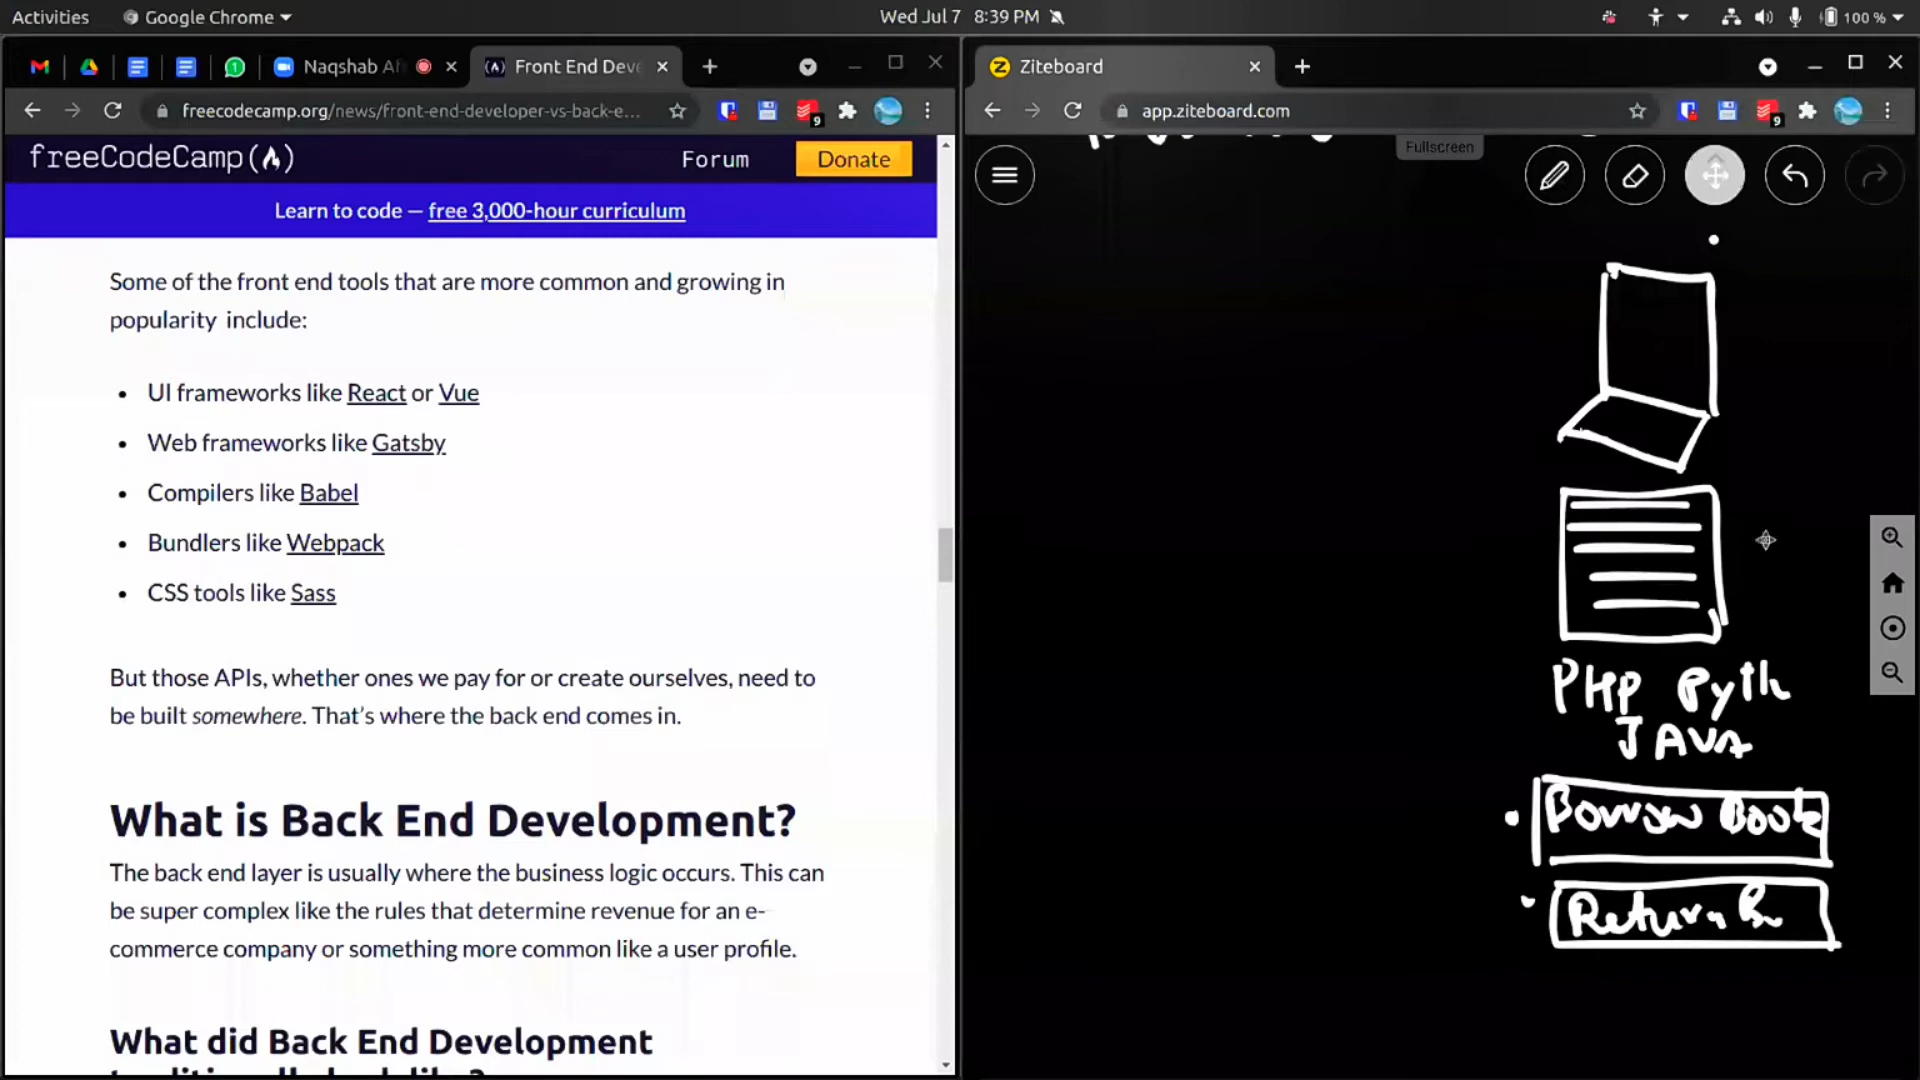 Activities
Google Chrome
Wed Jul 7 8:39 PM
100 %
Naqshab Af
Front End Deve
freecodecamp.org/news/front-end-developer-vs-back-e...
9
freeCodeCamp
Forum
Donate
Learn to code — free 3,000-hour curriculum
Some of the front end tools that are more common and growing in
popularity include:
UI frameworks like React or Vue
Web frameworks like Gatsby
Compilers like Babel
Bundlers like Webpack
CSS tools like Sass
But those APIs, whether ones we pay for or create ourselves, need to
be built somewhere. That's where the back end comes in.
What is Back End Development?
The back end layer is usually where the business logic occurs. This can
be super complex like the rules that determine revenue for an e-
commerce company or something more common like a user profile.
What did Back End Development
Ziteboard
app.ziteboard.com
9
Fullscreen
PHP Pyth
JAVA
Borrow Book
Return B